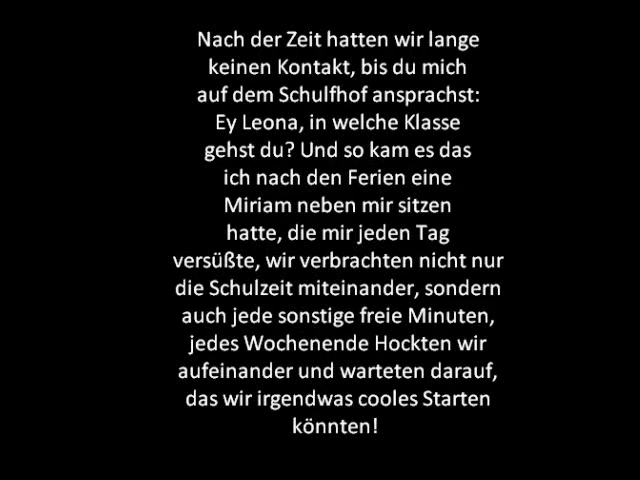 Nach der Zeit hatten wir lange
keinen Kontakt, bis du mich
auf dem Schulfhof ansprachst:
Ey Leona, in welche Klasse
gehst du? Und so kam es das
ich nach den Ferien eine
Miriam neben mir sitzen
hatte, die mir jeden Tag
versüßte, wir verbrachten nicht nur
die Schulzeit miteinander, sondern
auch jede sonstige freie Minuten,
jedes Wochenende Hockten wir
aufeinander und warteten darauf,
das wir irgendwas cooles Starten
könnten!